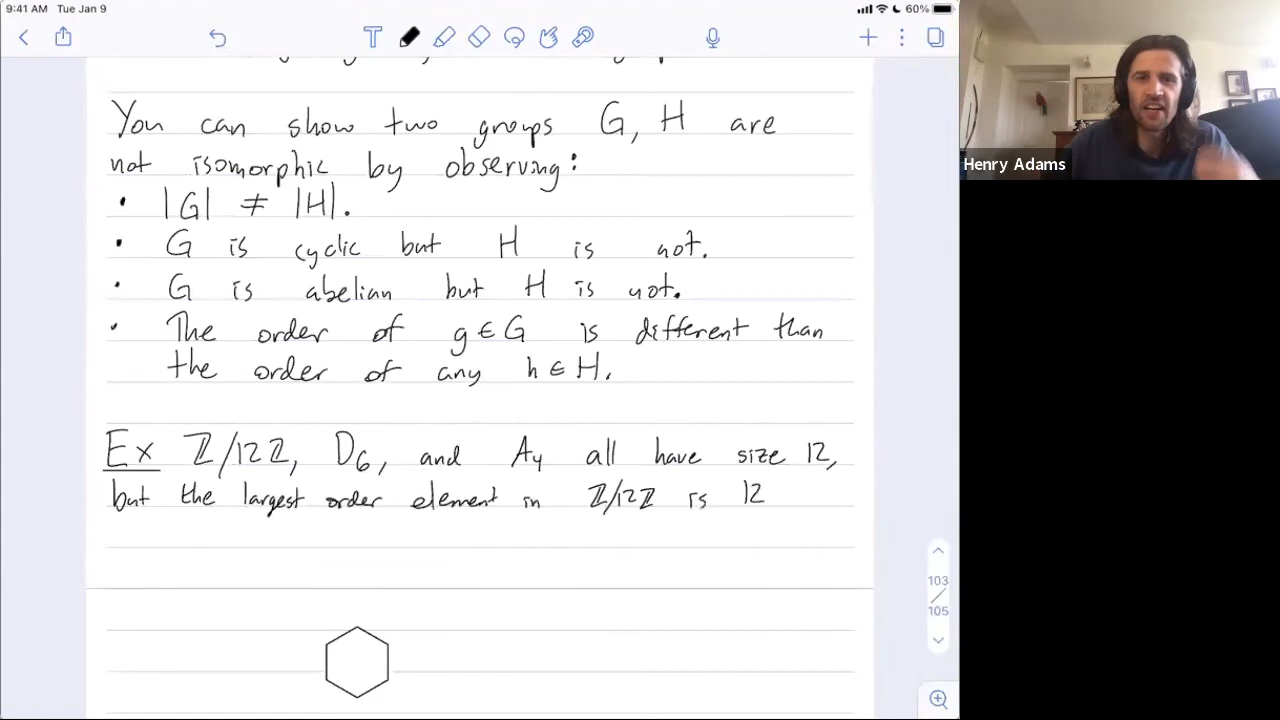 9:41 AM Tue Jan 9
60%
You can show two groups G, H are
not isomorphic by observing:
• |G| ≠ |H|.
• G is cyclic but H is not.
• G is abelian but H is not.
• The order of g ∈ G is different than
the order of any h ∈ H.
Ex ℤ/12ℤ, D₆, and A₄ all have size 12,
but the largest order element in ℤ/12ℤ is 12
103
/
105
Henry Adams